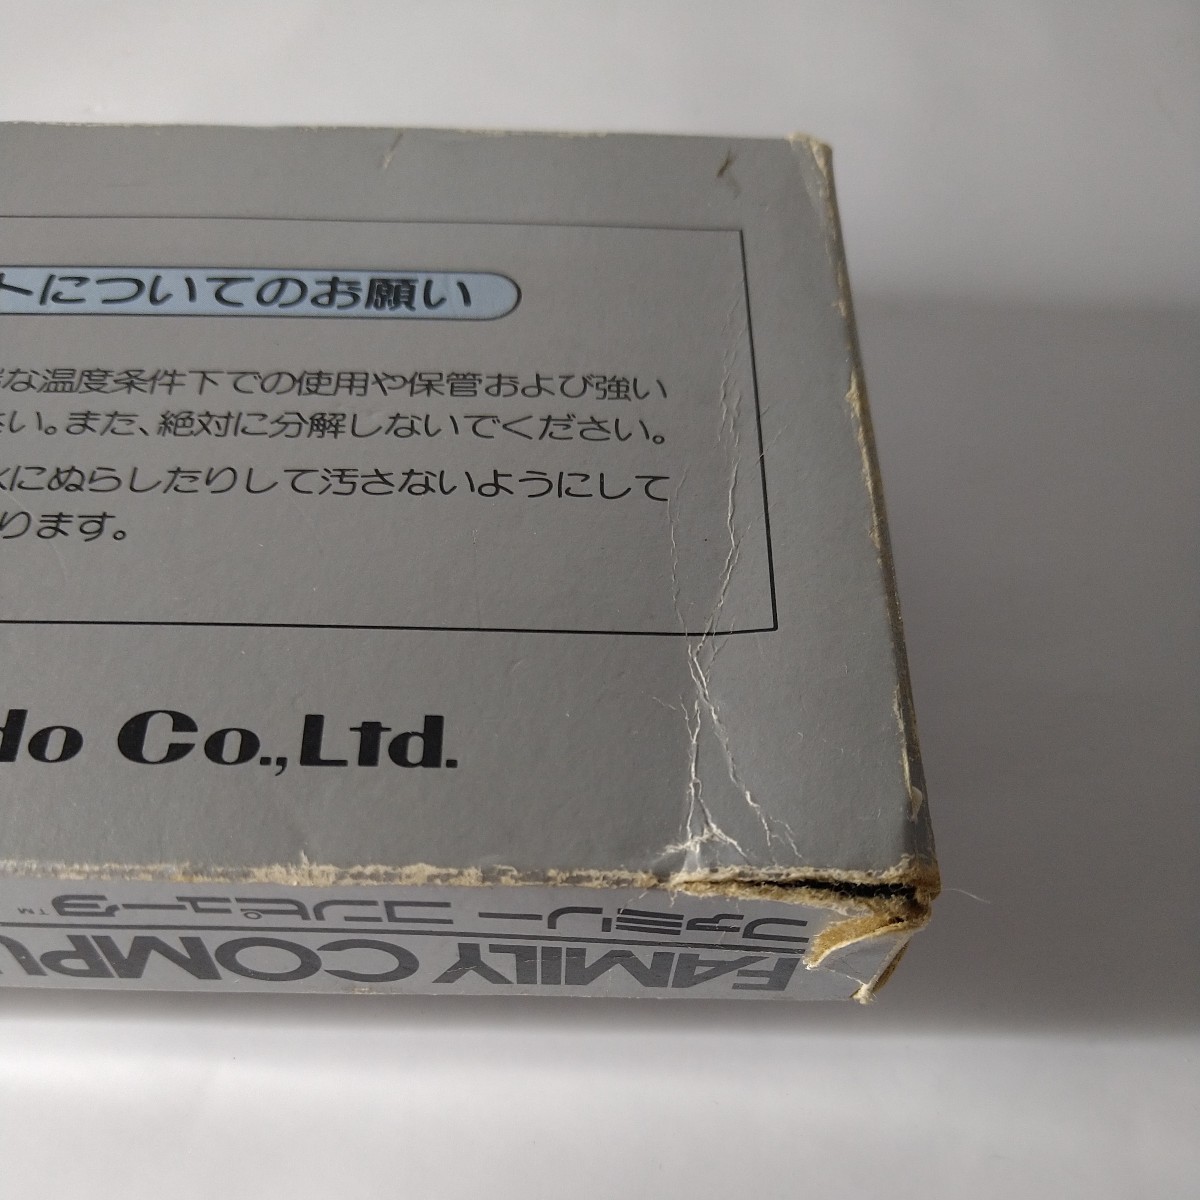 トについてのお願い
な温度条件下での使用や保管および強い
い。また、絶対に分解しないでください。
にぬらしたりして汚さないようにして
ります。
do Co.,Ltd.
ファミリー コンピュータ™
FAMILY COMPU